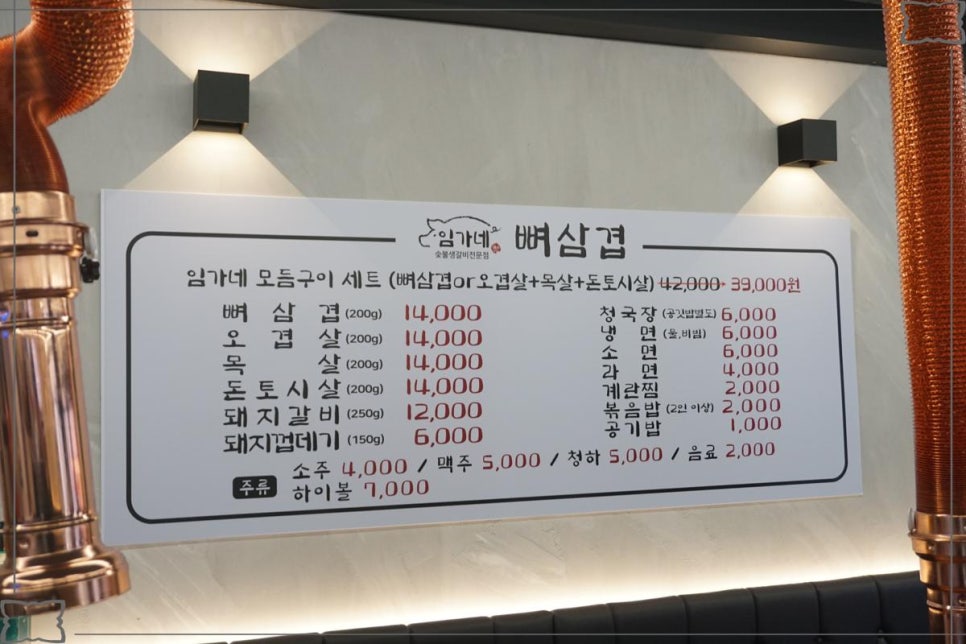 임가네 뼈삼겹
숯불생갈비전문점
임가네 모듬구이 세트 (뼈삼겹or오겹살+목살+돈토시살) 42,000 39,000원
뼈삼겹 (200g) 14,000
오겹살 (200g) 14,000
목살 (200g) 14,000
돈토시살 (200g) 14,000
돼지갈비 (250g) 12,000
돼지껍데기 (150g) 6,000
청국장 (공깃밥별도) 6,000
냉면 (물,비빔) 6,000
소면 6,000
라면 4,000
계란찜 2,000
볶음밥 (2인 이상) 2,000
공기밥 1,000
주류 소주 4,000 / 맥주 5,000 / 청하 5,000 / 음료 2,000
하이볼 7,000